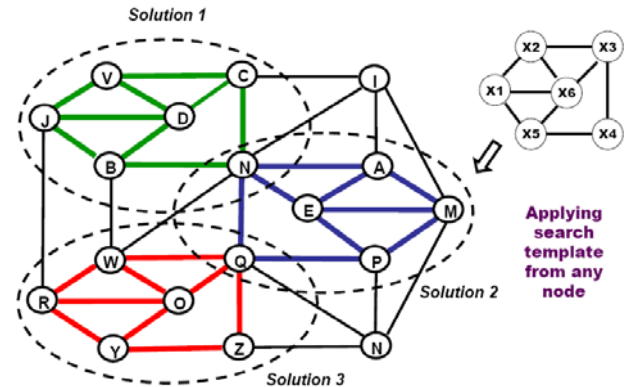 Solution 1
X2
X3
V
C
I
X1
X6
J
D
X5
X4
B
N
A
E
M
Applying
search
template
from any
node
W
Q
P
Solution 2
R
O
Y
Z
N
Solution 3